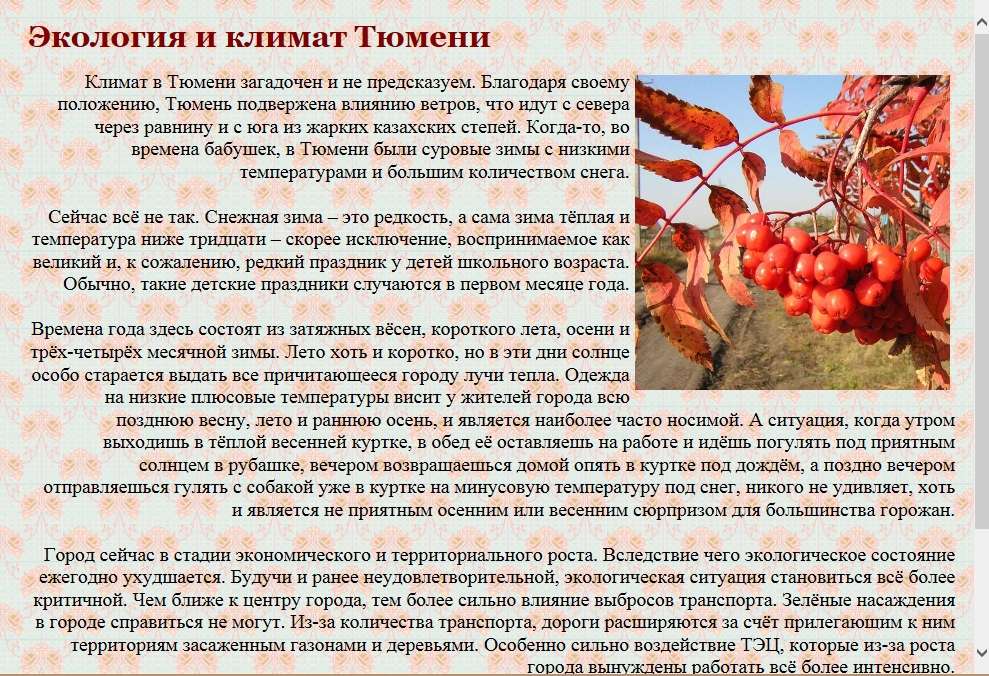 Экология и климат Тюмени
Климат в Тюмени загадочен и не предсказуем. Благодаря своему
положению, Тюмень подвержена влиянию ветров, что идут с севера
через равнину и с юга из жарких казахских степей. Когда-то, во
времена бабушек, в Тюмени были суровые зимы с низкими
температурами и большим количеством снега.
Сейчас всё не так. Снежная зима – это редкость, а сама зима тёплая и
температура ниже тридцати – скорее исключение, воспринимаемое как
великий и, к сожалению, редкий праздник у детей школьного возраста.
Обычно, такие детские праздники случаются в первом месяце года.
Времена года здесь состоят из затяжных вёсен, короткого лета, осени и
трёх-четырёх месячной зимы. Лето хоть и коротко, но в эти дни солнце
особо старается выдать все причитающееся городу лучи тепла. Одежда
на низкие плюсовые температуры висит у жителей города всю
позднюю весну, лето и раннюю осень, и является наиболее часто носимой. А ситуация, когда утром
выходишь в тёплой весенней куртке, в обед её оставляешь на работе и идёшь погулять под приятным
солнцем в рубашке, вечером возвращаешься домой опять в куртке под дождём, а поздно вечером
отправляешься гулять с собакой уже в куртке на минусовую температуру под снег, никого не удивляет, хоть
и является не приятным осенним или весенним сюрпризом для большинства горожан.
Город сейчас в стадии экономического и территориального роста. Вследствие чего экологическое состояние
ежегодно ухудшается. Будучи и ранее неудовлетворительной, экологическая ситуация становиться всё более
критичной. Чем ближе к центру города, тем более сильно влияние выбросов транспорта. Зелёные насаждения
в городе справиться не могут. Из-за количества транспорта, дороги расширяются за счёт прилегающим к ним
территориям засаженным газонами и деревьями. Особенно сильно воздействие ТЭЦ, которые из-за роста
города вынуждены работать всё более интенсивно.